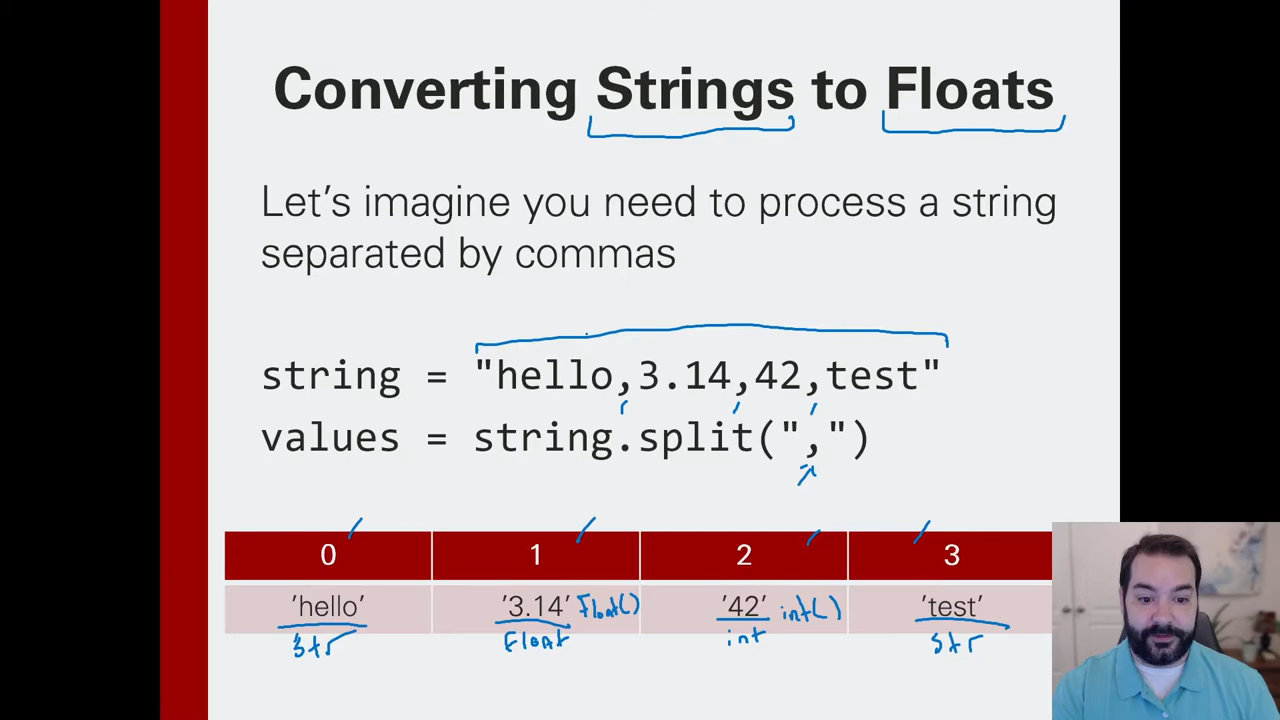 Converting Strings to Floats
Let's imagine you need to process a string
separated by commas
string = "hello,3.14,42,test"
values = string.split(",")
0 1 2 3
'hello' '3.14' Float() '42' int() 'test'
str Float int str